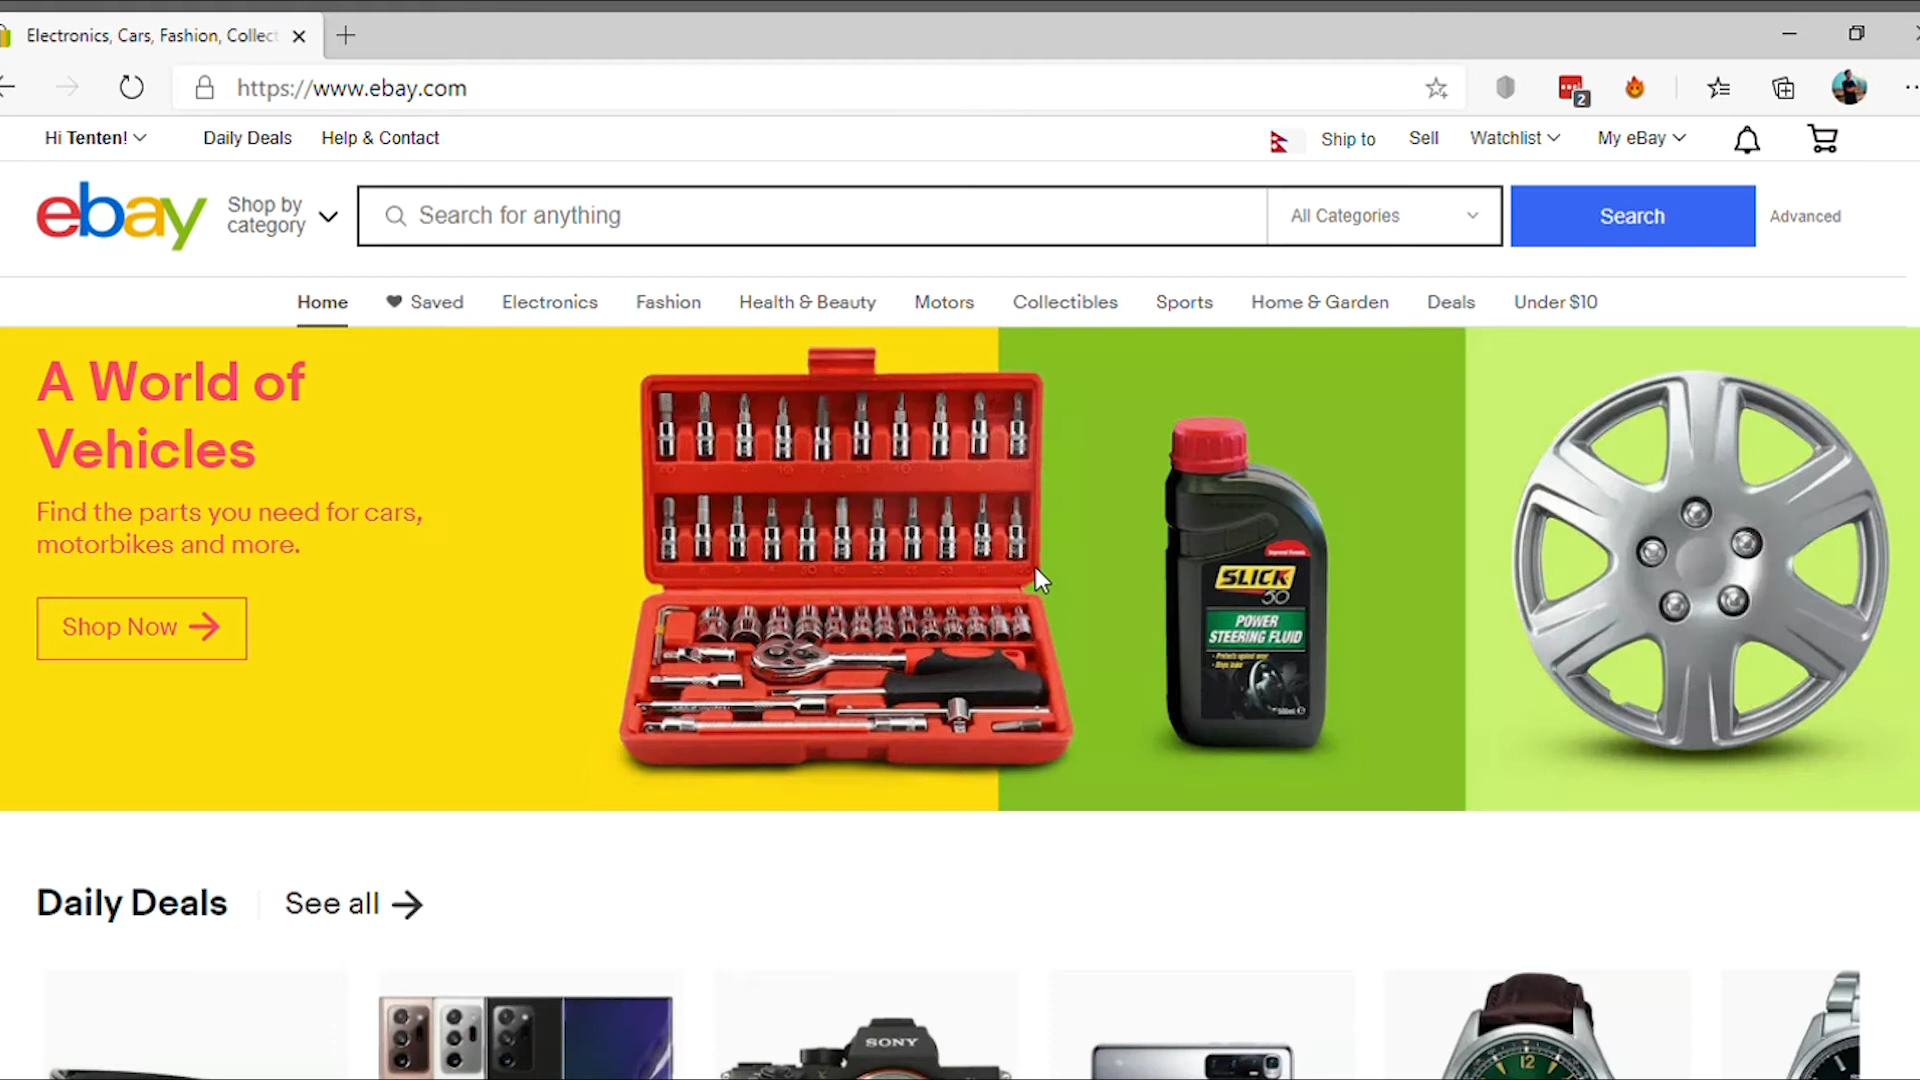 Electronics, Cars, Fashion, Collect
https://www.ebay.com
2
Hi Tenten!
Daily Deals
Help & Contact
Ship to
Sell
Watchlist
My eBay
ebay
Shop by
category
Search for anything
All Categories
Search
Advanced
Home
Saved
Electronics
Fashion
Health & Beauty
Motors
Collectibles
Sports
Home & Garden
Deals
Under $10
A World of
Vehicles
Find the parts you need for cars,
motorbikes and more.
Shop Now
SLICK
50
POWER
STEERING FLUID
Daily Deals
See all
SONY
12